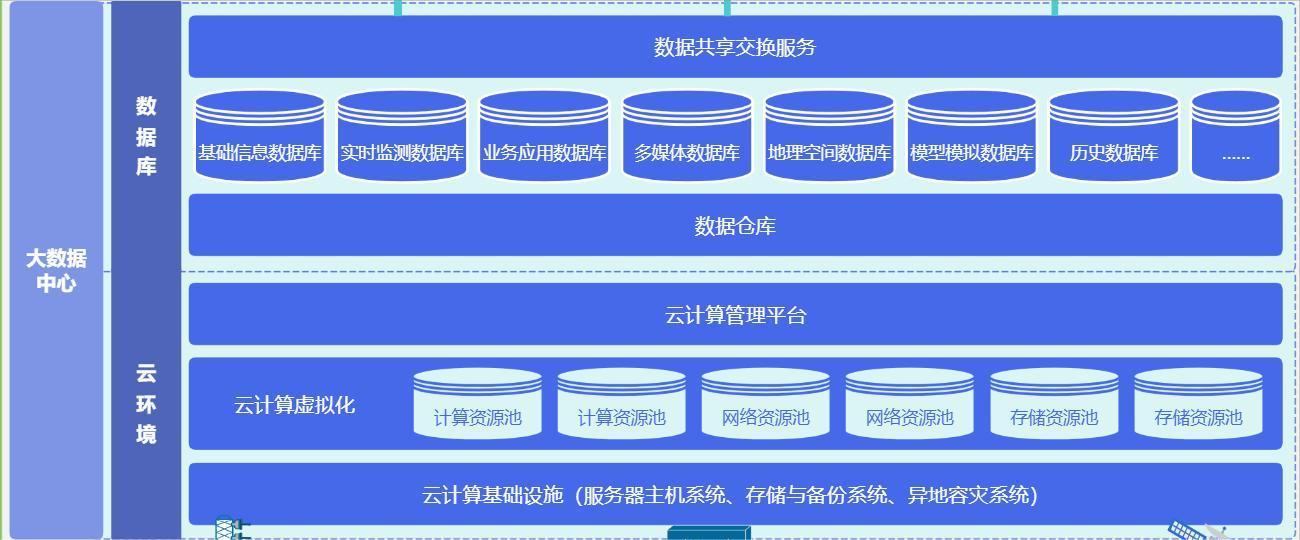 数据共享交换服务
数
据
库
基础信息数据库
实时监测数据库
业务应用数据库
多媒体数据库
地理空间数据库
模型模拟数据库
历史数据库
......
数据仓库
大数据
中心
云计算管理平台
云
环
境
云计算虚拟化
计算资源池
计算资源池
网络资源池
网络资源池
存储资源池
存储资源池
云计算基础设施（服务器主机系统、存储与备份系统、异地容灾系统）